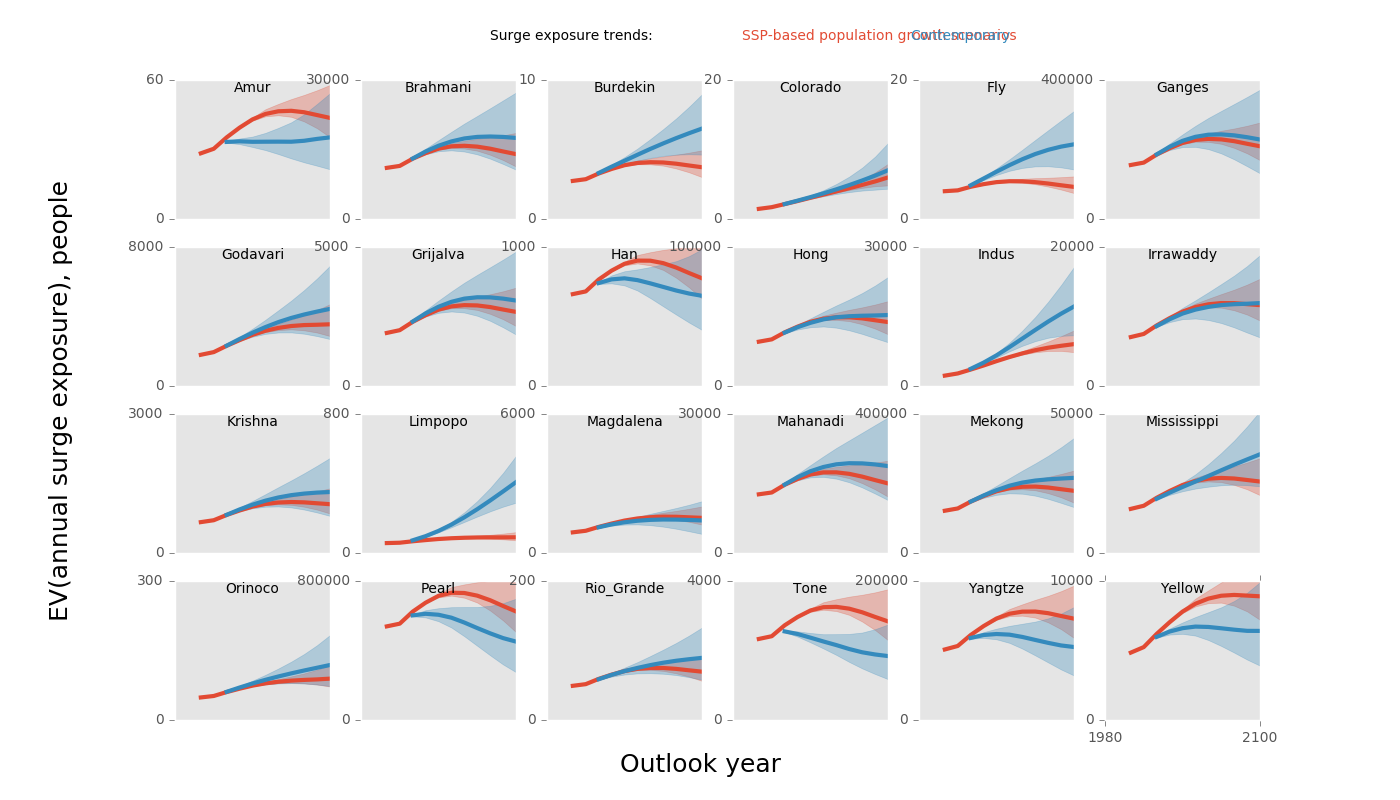 Surge exposure trends: SSP-based population growth scenarios Contemporary
60 30000 10 20 20 400000
Amur Brahmani Burdekin Colorado Fly Ganges
0 0 0 0 0 0
8000 5000 1000 100000 30000 20000
Godavari Grijalva Han Hong Indus Irrawaddy
0 0 0 0 0 0
3000 800 6000 30000 400000 50000
Krishna Limpopo Magdalena Mahanadi Mekong Mississippi
0 0 0 0 0 0
300 800000 200 4000 200000 10000
Orinoco Pearl Rio_Grande Tone Yangtze Yellow
0 0 0 0 0 0
1980 2100
EV(annual surge exposure), people
Outlook year